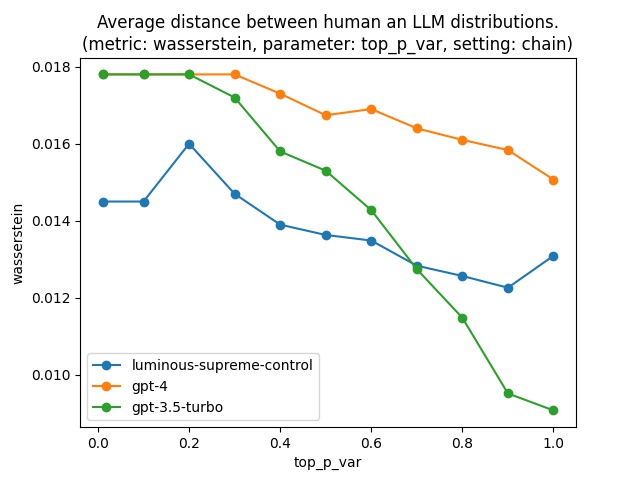 Average distance between human an LLM distributions.
(metric: wasserstein, parameter: top_p_var, setting: chain)
0.018
0.016
0.014
0.012
0.010
wasserstein
luminous-supreme-control
gpt-4
gpt-3.5-turbo
0.0 0.2 0.4 0.6 0.8 1.0
top_p_var